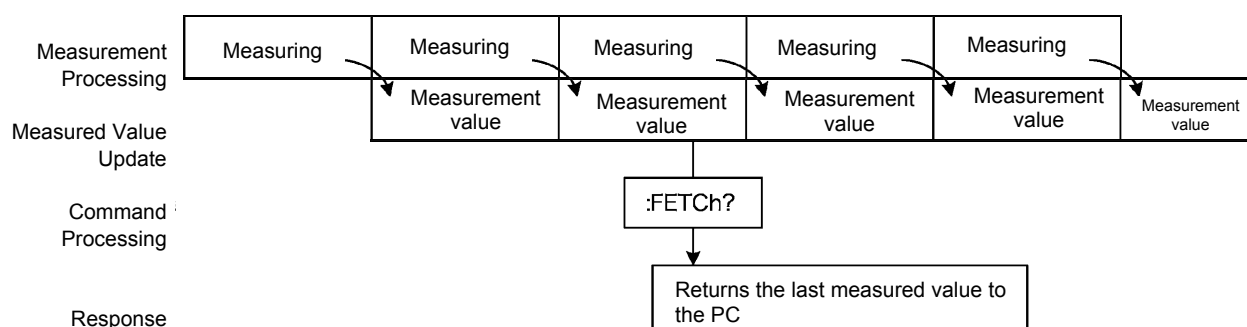 Measurement
Processing
Measuring
Measuring
Measuring
Measuring
Measuring
Measured Value
Update
Measurement
value
Measurement
value
Measurement
value
Measurement
value
Measurement
value
Command
Processing
:FETCh?
Response
Returns the last measured value to
the PC